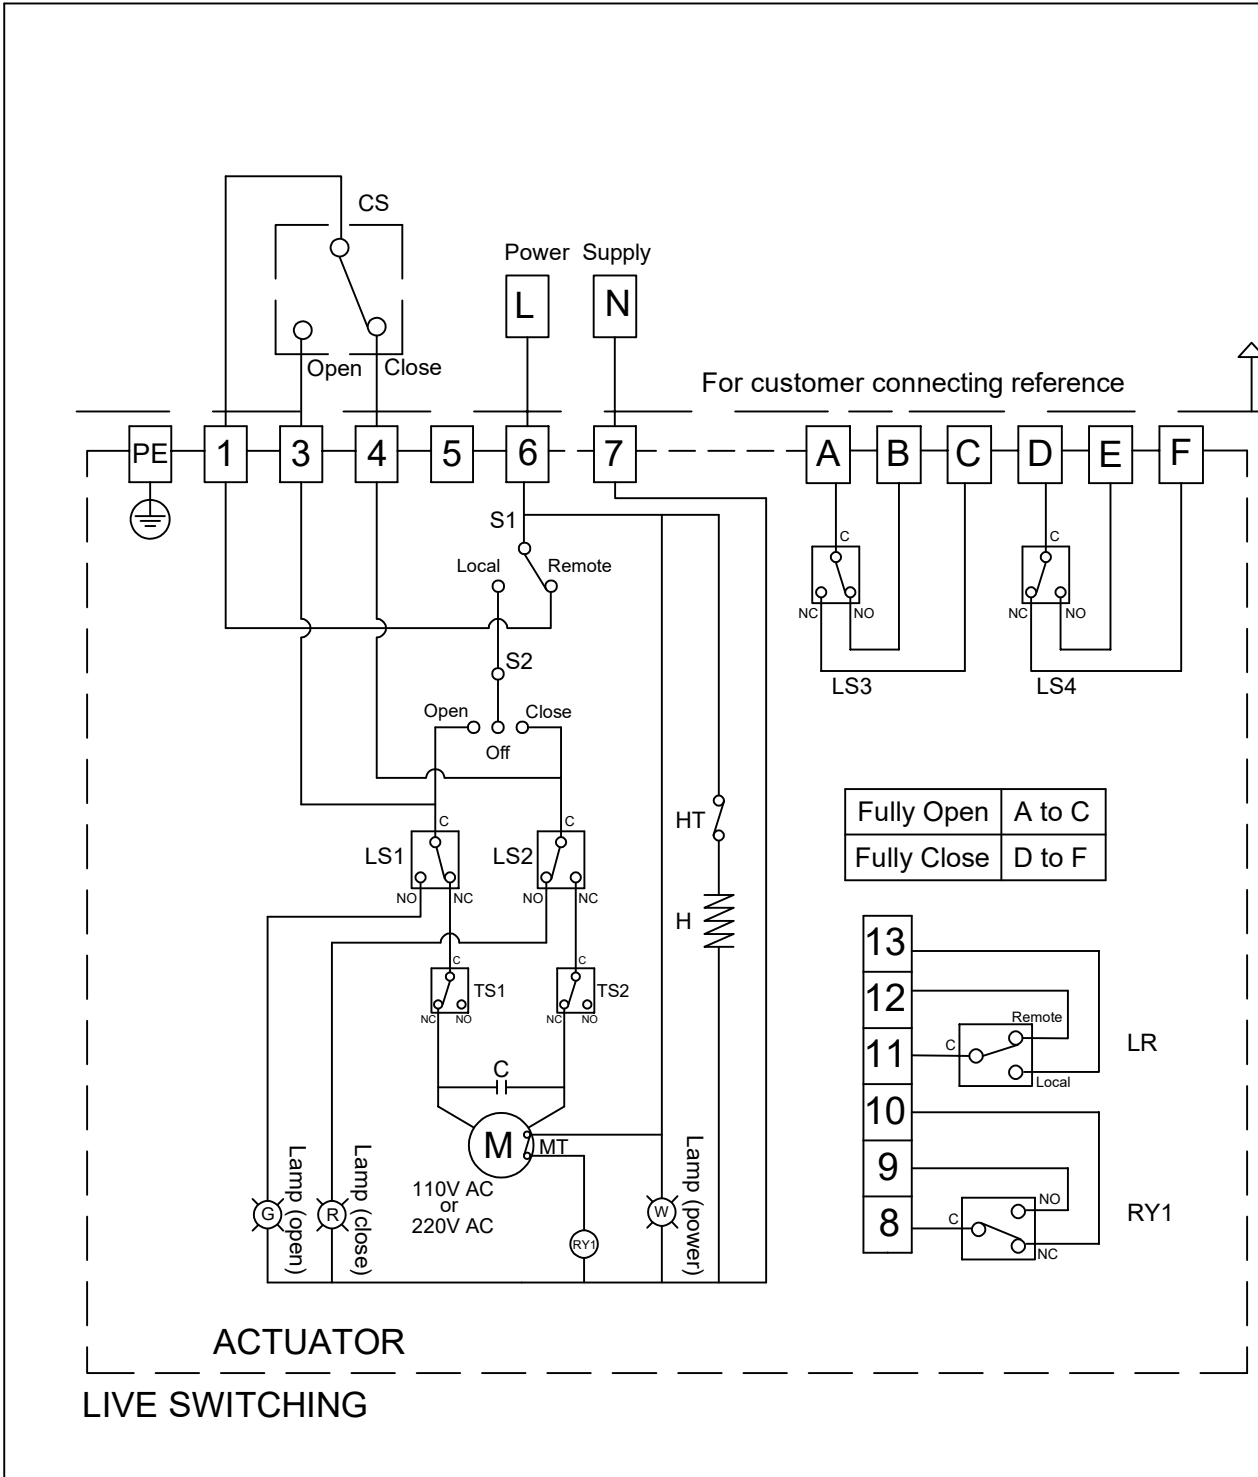 CS
Power Supply
L
N
Open
Close
For customer connecting reference
PE
1
3
4
5
6
7
A
B
C
D
E
F
S1
Local
Remote
C
NC
NO
LS3
C
NC
NO
LS4
S2
Open
Close
Off
C
LS1
NO
NC
C
LS2
NO
NC
HT
H
Fully Open A to C
Fully Close D to F
C
TS1
NC
NO
C
TS2
NC
NO
C
M
MT
110V AC
or
220V AC
G
Lamp (open)
R
Lamp (close)
RY1
W
Lamp (power)
13
12
11
10
9
8
Remote
C
Local
LR
NO
C
NC
RY1
ACTUATOR
LIVE SWITCHING